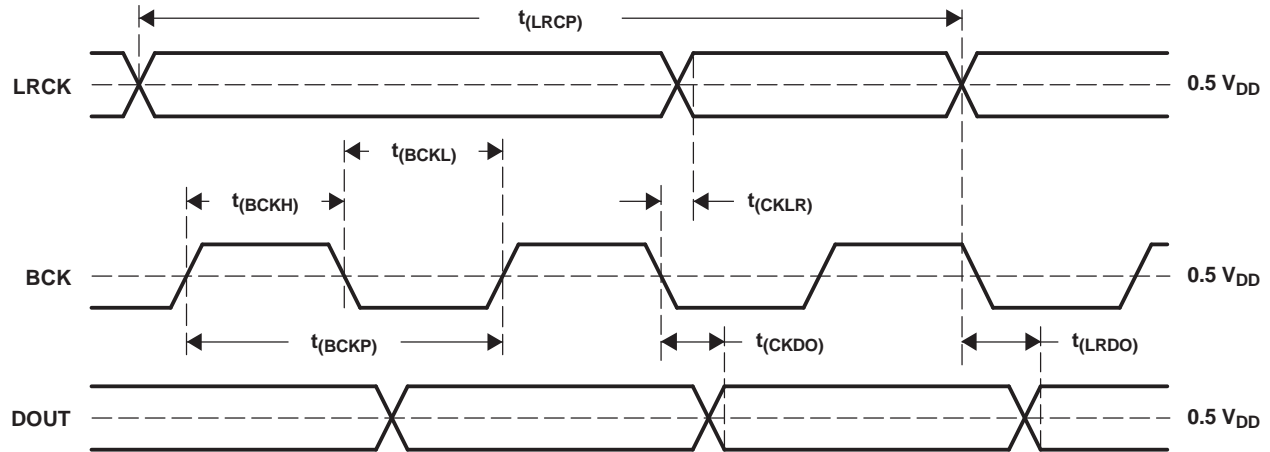 t(LRCP)
LRCK
0.5 VDD
t(BCKL)
t(BCKH)
t(CKLR)
BCK
0.5 VDD
t(BCKP)
t(CKDO)
t(LRDO)
DOUT
0.5 VDD